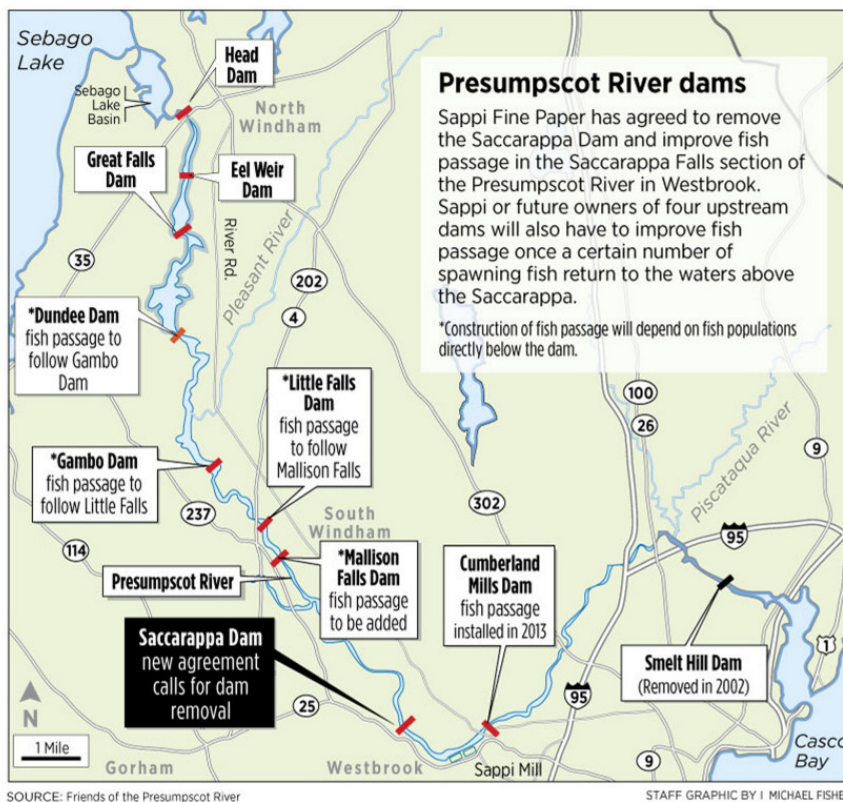 Sebago
Lake
Head
Dam
Sebago
Lake
Basin
North
Windham
Great Falls
Dam
Eel Weir
Dam
River Rd.
Pleasant River
35
202
4
Presumpscot River dams
Sappi Fine Paper has agreed to remove
the Saccarappa Dam and improve fish
passage in the Saccarappa Falls section of
the Presumpscot River in Westbrook.
Sappi or future owners of four upstream
dams will also have to improve fish
passage once a certain number of
spawning fish return to the waters above
the Saccarappa.
*Construction of fish passage will depend on fish populations
directly below the dam.
*Dundee Dam
fish passage to
follow Gambo
Dam
*Little Falls
Dam
fish passage
to follow
Mallison Falls
100
26
Piscataqua River
9
*Gambo Dam
fish passage to
follow Little Falls
237
302
South
Windham
114
95
Presumpscot River
*Mallison
Falls Dam
fish passage
to be added
Cumberland
Mills Dam
fish passage
installed in 2013
Saccarappa Dam
new agreement
calls for dam
removal
Smelt Hill Dam
(Removed in 2002)
1
N
25
95
1 Mile
Gorham
Westbrook
Sappi Mill
9
Casco
Bay
SOURCE: Friends of the Presumpscot River
STAFF GRAPHIC BY | MICHAEL FISHE